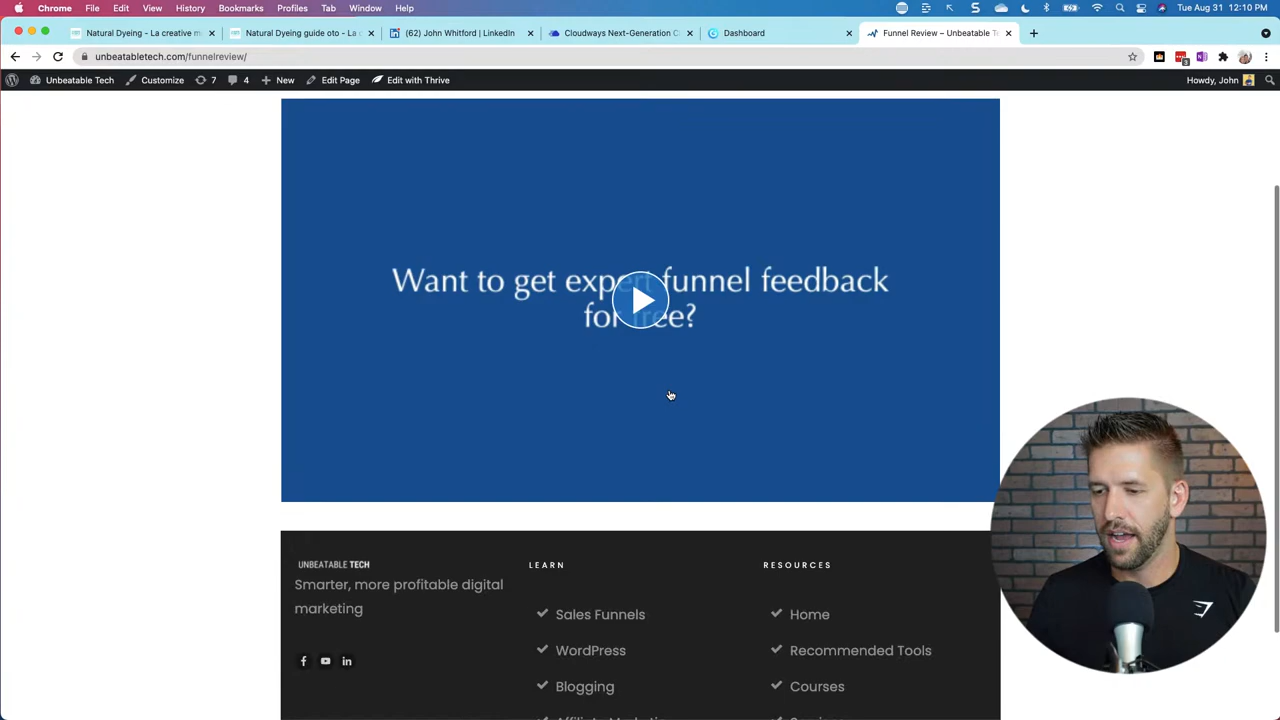 Chrome File Edit View History Bookmarks Profiles Tab Window Help Tue Aug 31 12:10 PM
Natural Dyeing - La creative m
Natural Dyeing guide oto - La c
(62) John Whitford | LinkedIn
Cloudways Next-Generation C
Dashboard
Funnel Review – Unbeatable T
unbeatabletech.com/funnelreview/
3
Unbeatable Tech Customize 7 4 New Edit Page Edit with Thrive Howdy, John
Want to get expert funnel feedback
for free?
UNBEATABLE TECH
Smarter, more profitable digital
marketing
LEARN
Sales Funnels
WordPress
Blogging
RESOURCES
Home
Recommended Tools
Courses